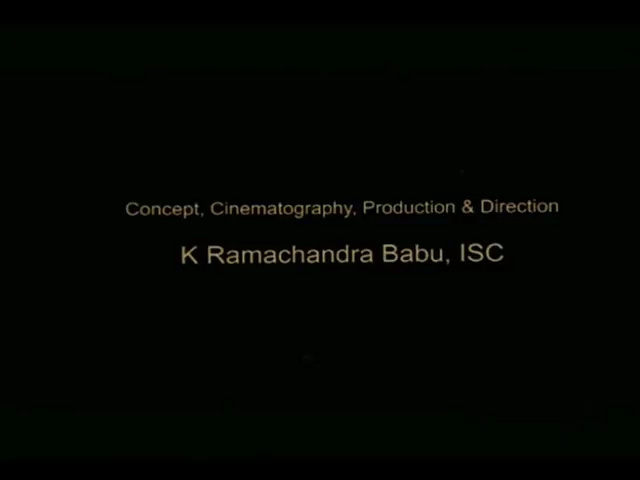 Concept, Cinematography, Production & Direction
K Ramachandra Babu, ISC